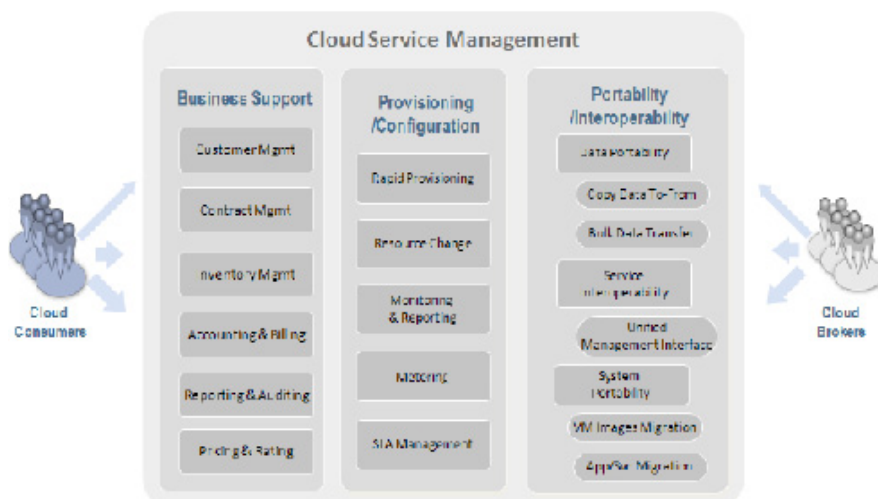 Cloud Service Management
Business Support
Customer Mgmt
Contract Mgmt
Inventory Mgmt
Accounting & Billing
Reporting & Auditing
Pricing & Rating
Provisioning
/Configuration
Rapid Provisioning
Resource Change
Monitoring
& Reporting
Metering
SLA Management
Portability
/Interoperability
Data Portability
Copy Data To-From
Bulk Data Transfer
Service
Interoperability
Unified
Management Interface
System
Portability
VM Images Migration
App/Svc Migration
Cloud
Consumers
Cloud
Brokers